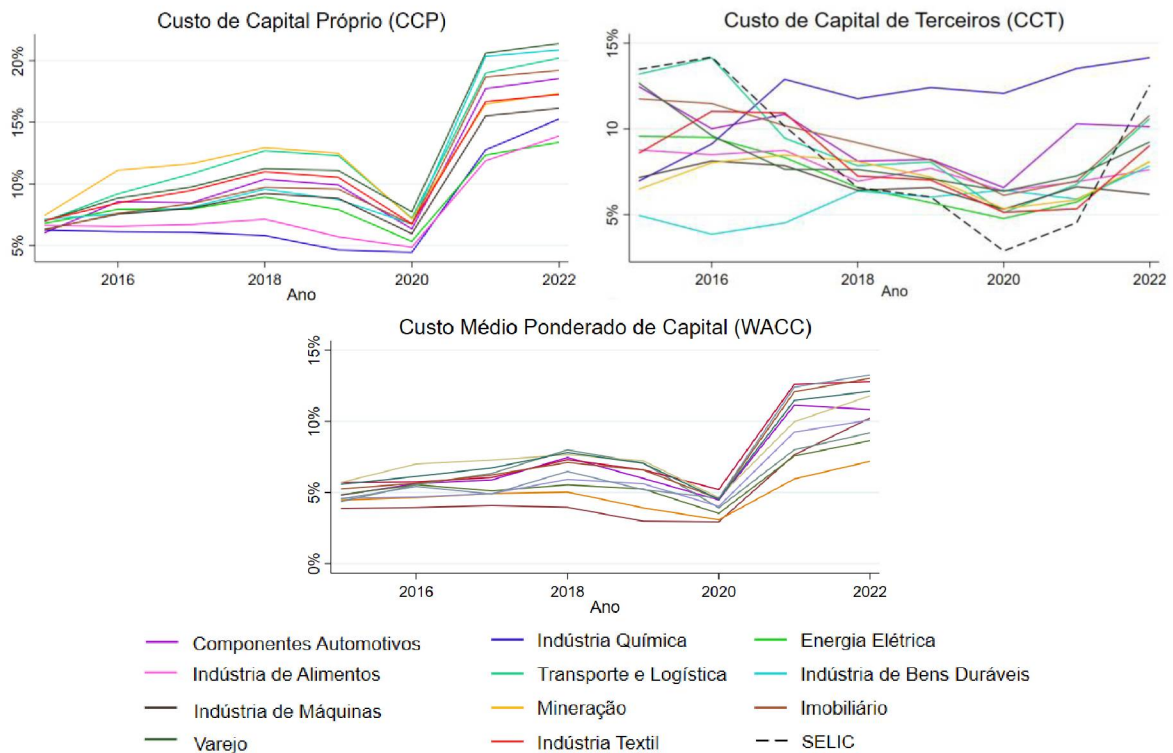 Custo de Capital Próprio (CCP)
20%
15%
10%
5%
2016 2018 2020 2022
Ano
Custo de Capital de Terceiros (CCT)
15%
10
5%
2016 2018 2020 2022
Ano
Custo Médio Ponderado de Capital (WACC)
15%
10%
5%
0%
2016 2018 2020 2022
Ano
Componentes Automotivos
Indústria Química
Energia Elétrica
Indústria de Alimentos
Transporte e Logística
Indústria de Bens Duráveis
Indústria de Máquinas
Mineração
Imobiliário
Varejo
Indústria Textil
SELIC